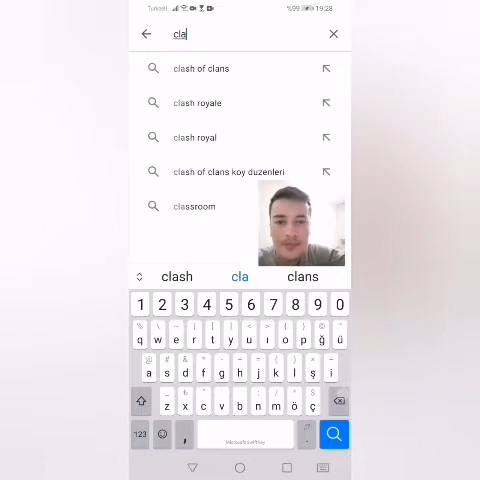 Turkcell %99 19:28
cla
clash of clans
clash royale
clash royal
clash of clans koy duzenleri
classroom
clash cla clans
1 2 3 4 5 6 7 8 9 0
q w e r t y u ı o p ğ ü
a s d f g h j k l ş i
z x c v b n m ö ç
123 , .
Microsoft SwiftKey